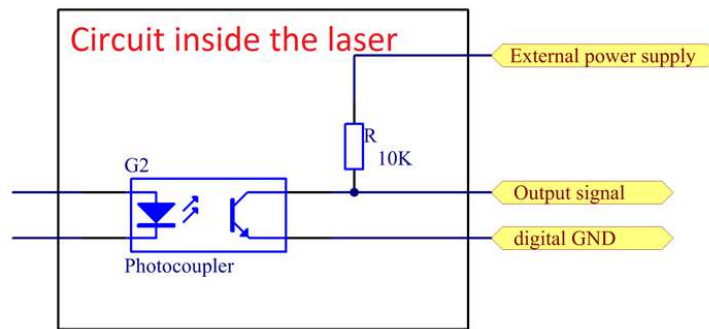 Circuit inside the laser
External power supply
R
10K
G2
Output signal
digital GND
Photocoupler